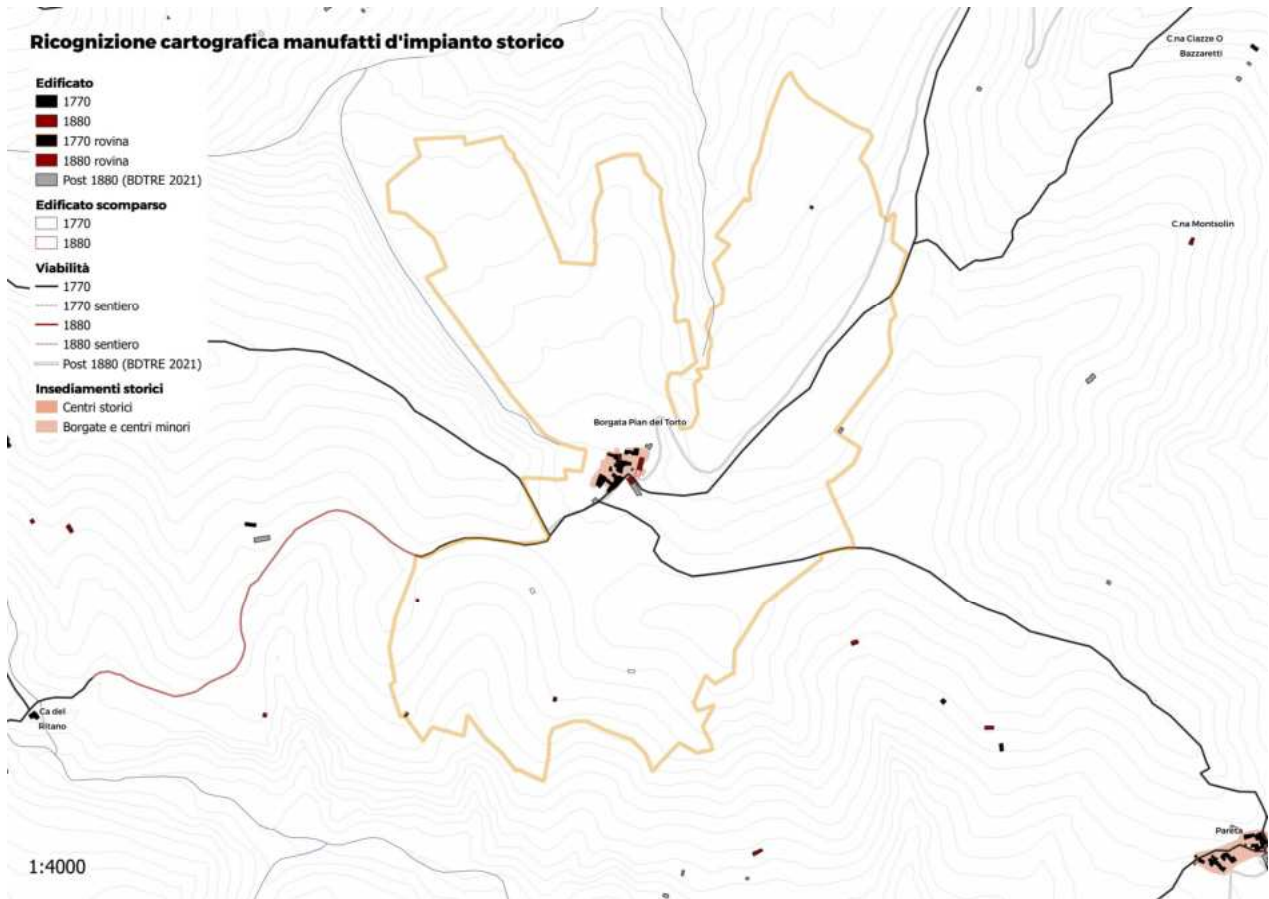 Ricognizione cartografica manufatti d'impianto storico
Edificato
1770
1880
1770 rovina
1880 rovina
Post 1880 (BDTRE 2021)
Edificato scomparso
1770
1880
Viabilità
1770
1770 sentiero
1880
1880 sentiero
Post 1880 (BDTRE 2021)
Insediamenti storici
Centri storici
Borgate e centri minori
C.na Ciazze O
Bazzaretti
C.na Montsolin
Borgata Pian del Torto
Ca del
Ritano
Pareta
1:4000